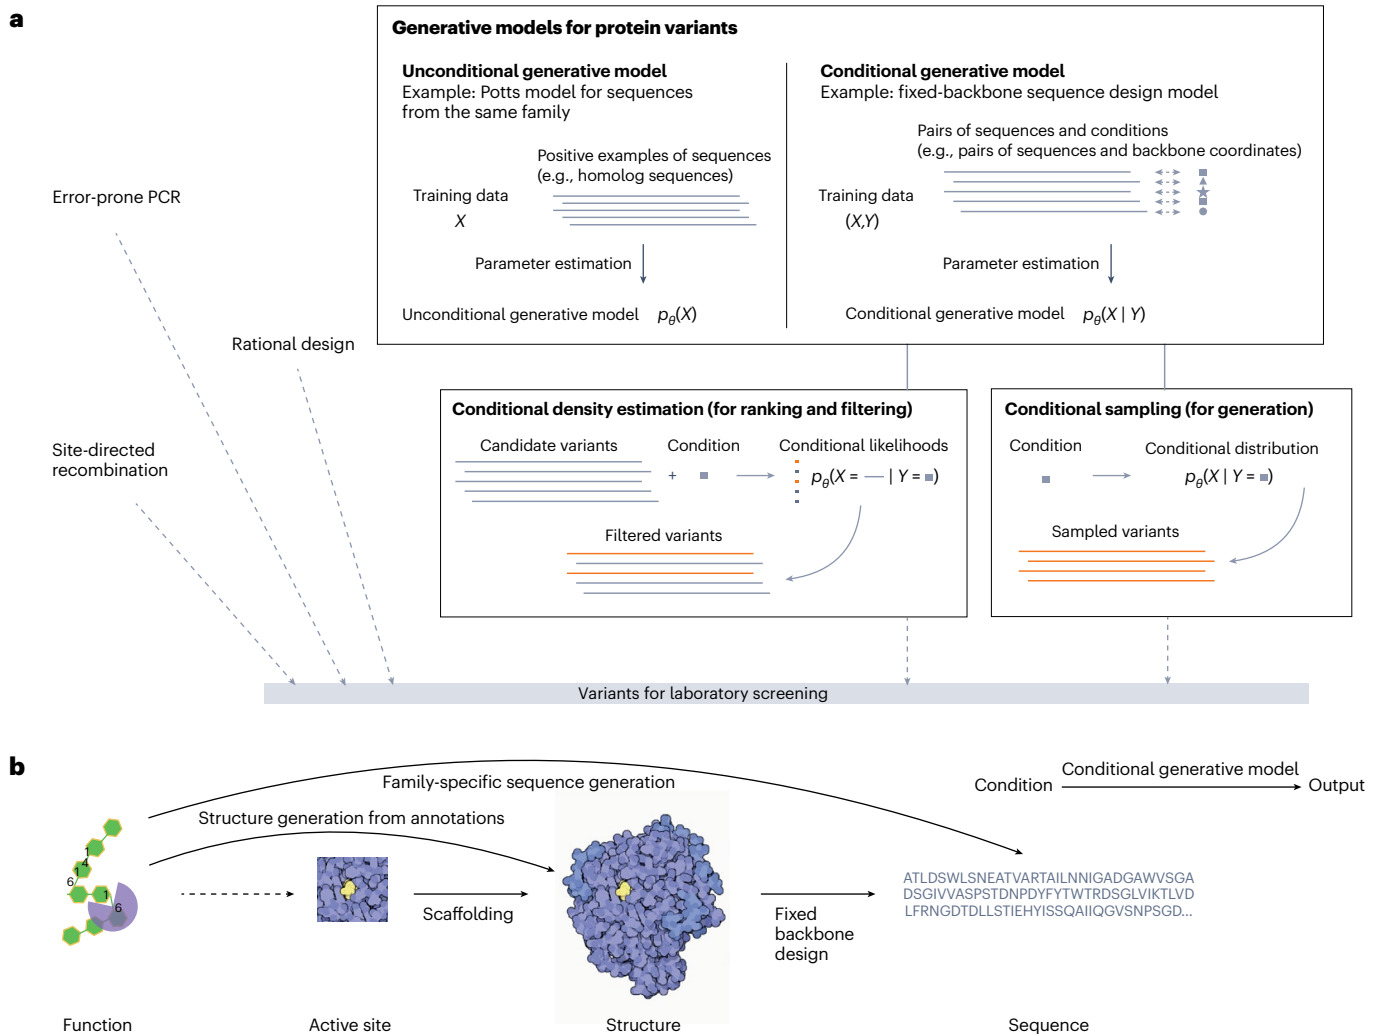 a
Generative models for protein variants
Unconditional generative model
Example: Potts model for sequences
from the same family
Positive examples of sequences
(e.g., homolog sequences)
Training data
X
Parameter estimation
Unconditional generative model pθ(X)
Conditional generative model
Example: fixed-backbone sequence design model
Pairs of sequences and conditions
(e.g., pairs of sequences and backbone coordinates)
Training data
(X,Y)
Parameter estimation
Conditional generative model pθ(X | Y)
Error-prone PCR
Rational design
Site-directed
recombination
Conditional density estimation (for ranking and filtering)
Candidate variants
+
Condition
Conditional likelihoods
pθ(X = — | Y = ■)
Filtered variants
Conditional sampling (for generation)
Condition
Conditional distribution
pθ(X | Y = ■)
Sampled variants
Variants for laboratory screening
b
Family-specific sequence generation
Conditional generative model
Condition
Output
Structure generation from annotations
1
4
1
6
1
6
Scaffolding
Fixed
backbone
design
ATLDSWLSNEATVARTAILNNIGADGAWVSGA
DSGIVVASPSTDNPDYFYTWTRDSGLVIKTLVD
LFRNGDTDLLSTIEHYISSQAIIQGVSNPSGD...
Function
Active site
Structure
Sequence